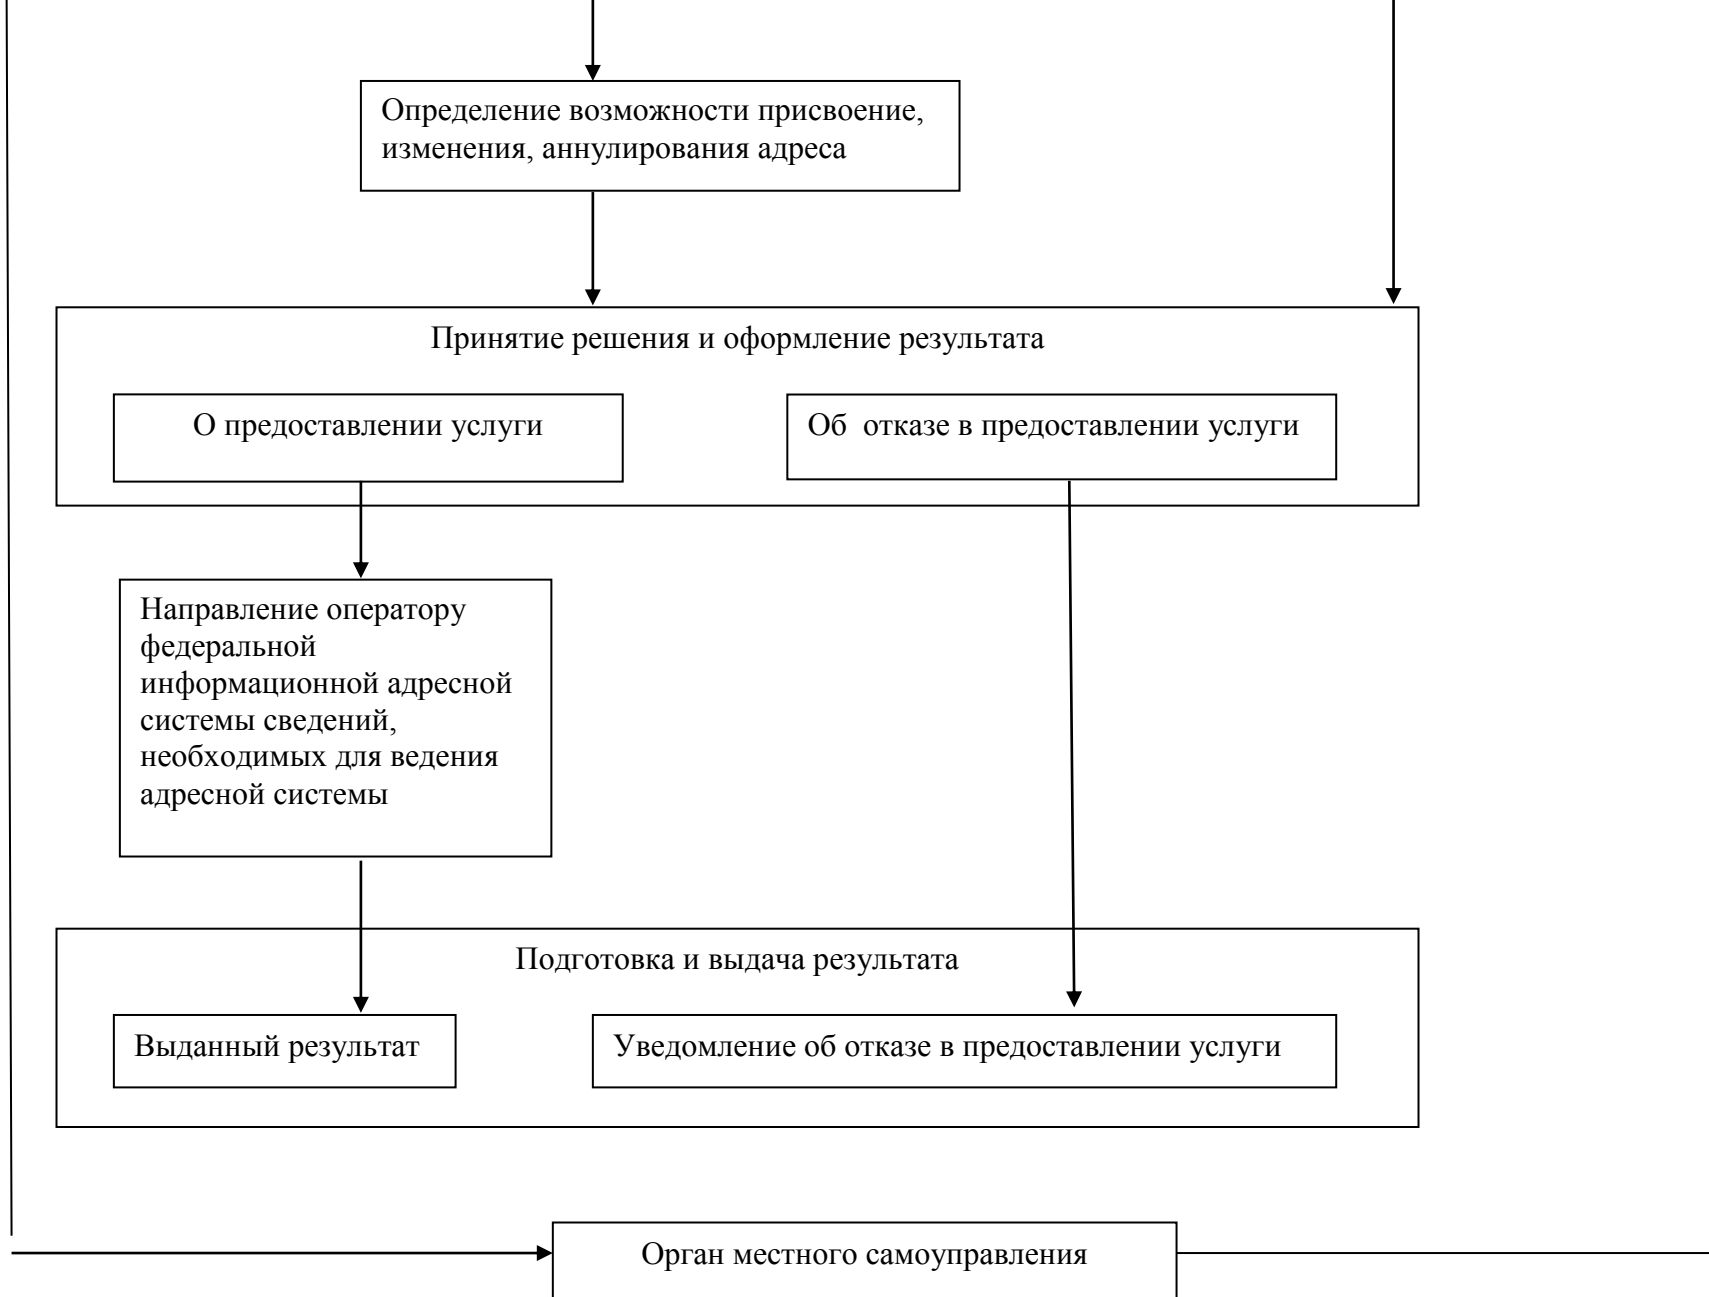 Определение возможности присвоение,
изменения, аннулирования адреса
Принятие решения и оформление результата
О предоставлении услуги
Об  отказе в предоставлении услуги
Направление оператору
федеральной
информационной адресной
системы сведений,
необходимых для ведения
адресной системы
Подготовка и выдача результата
Выданный результат
Уведомление об отказе в предоставлении услуги
Орган местного самоуправления